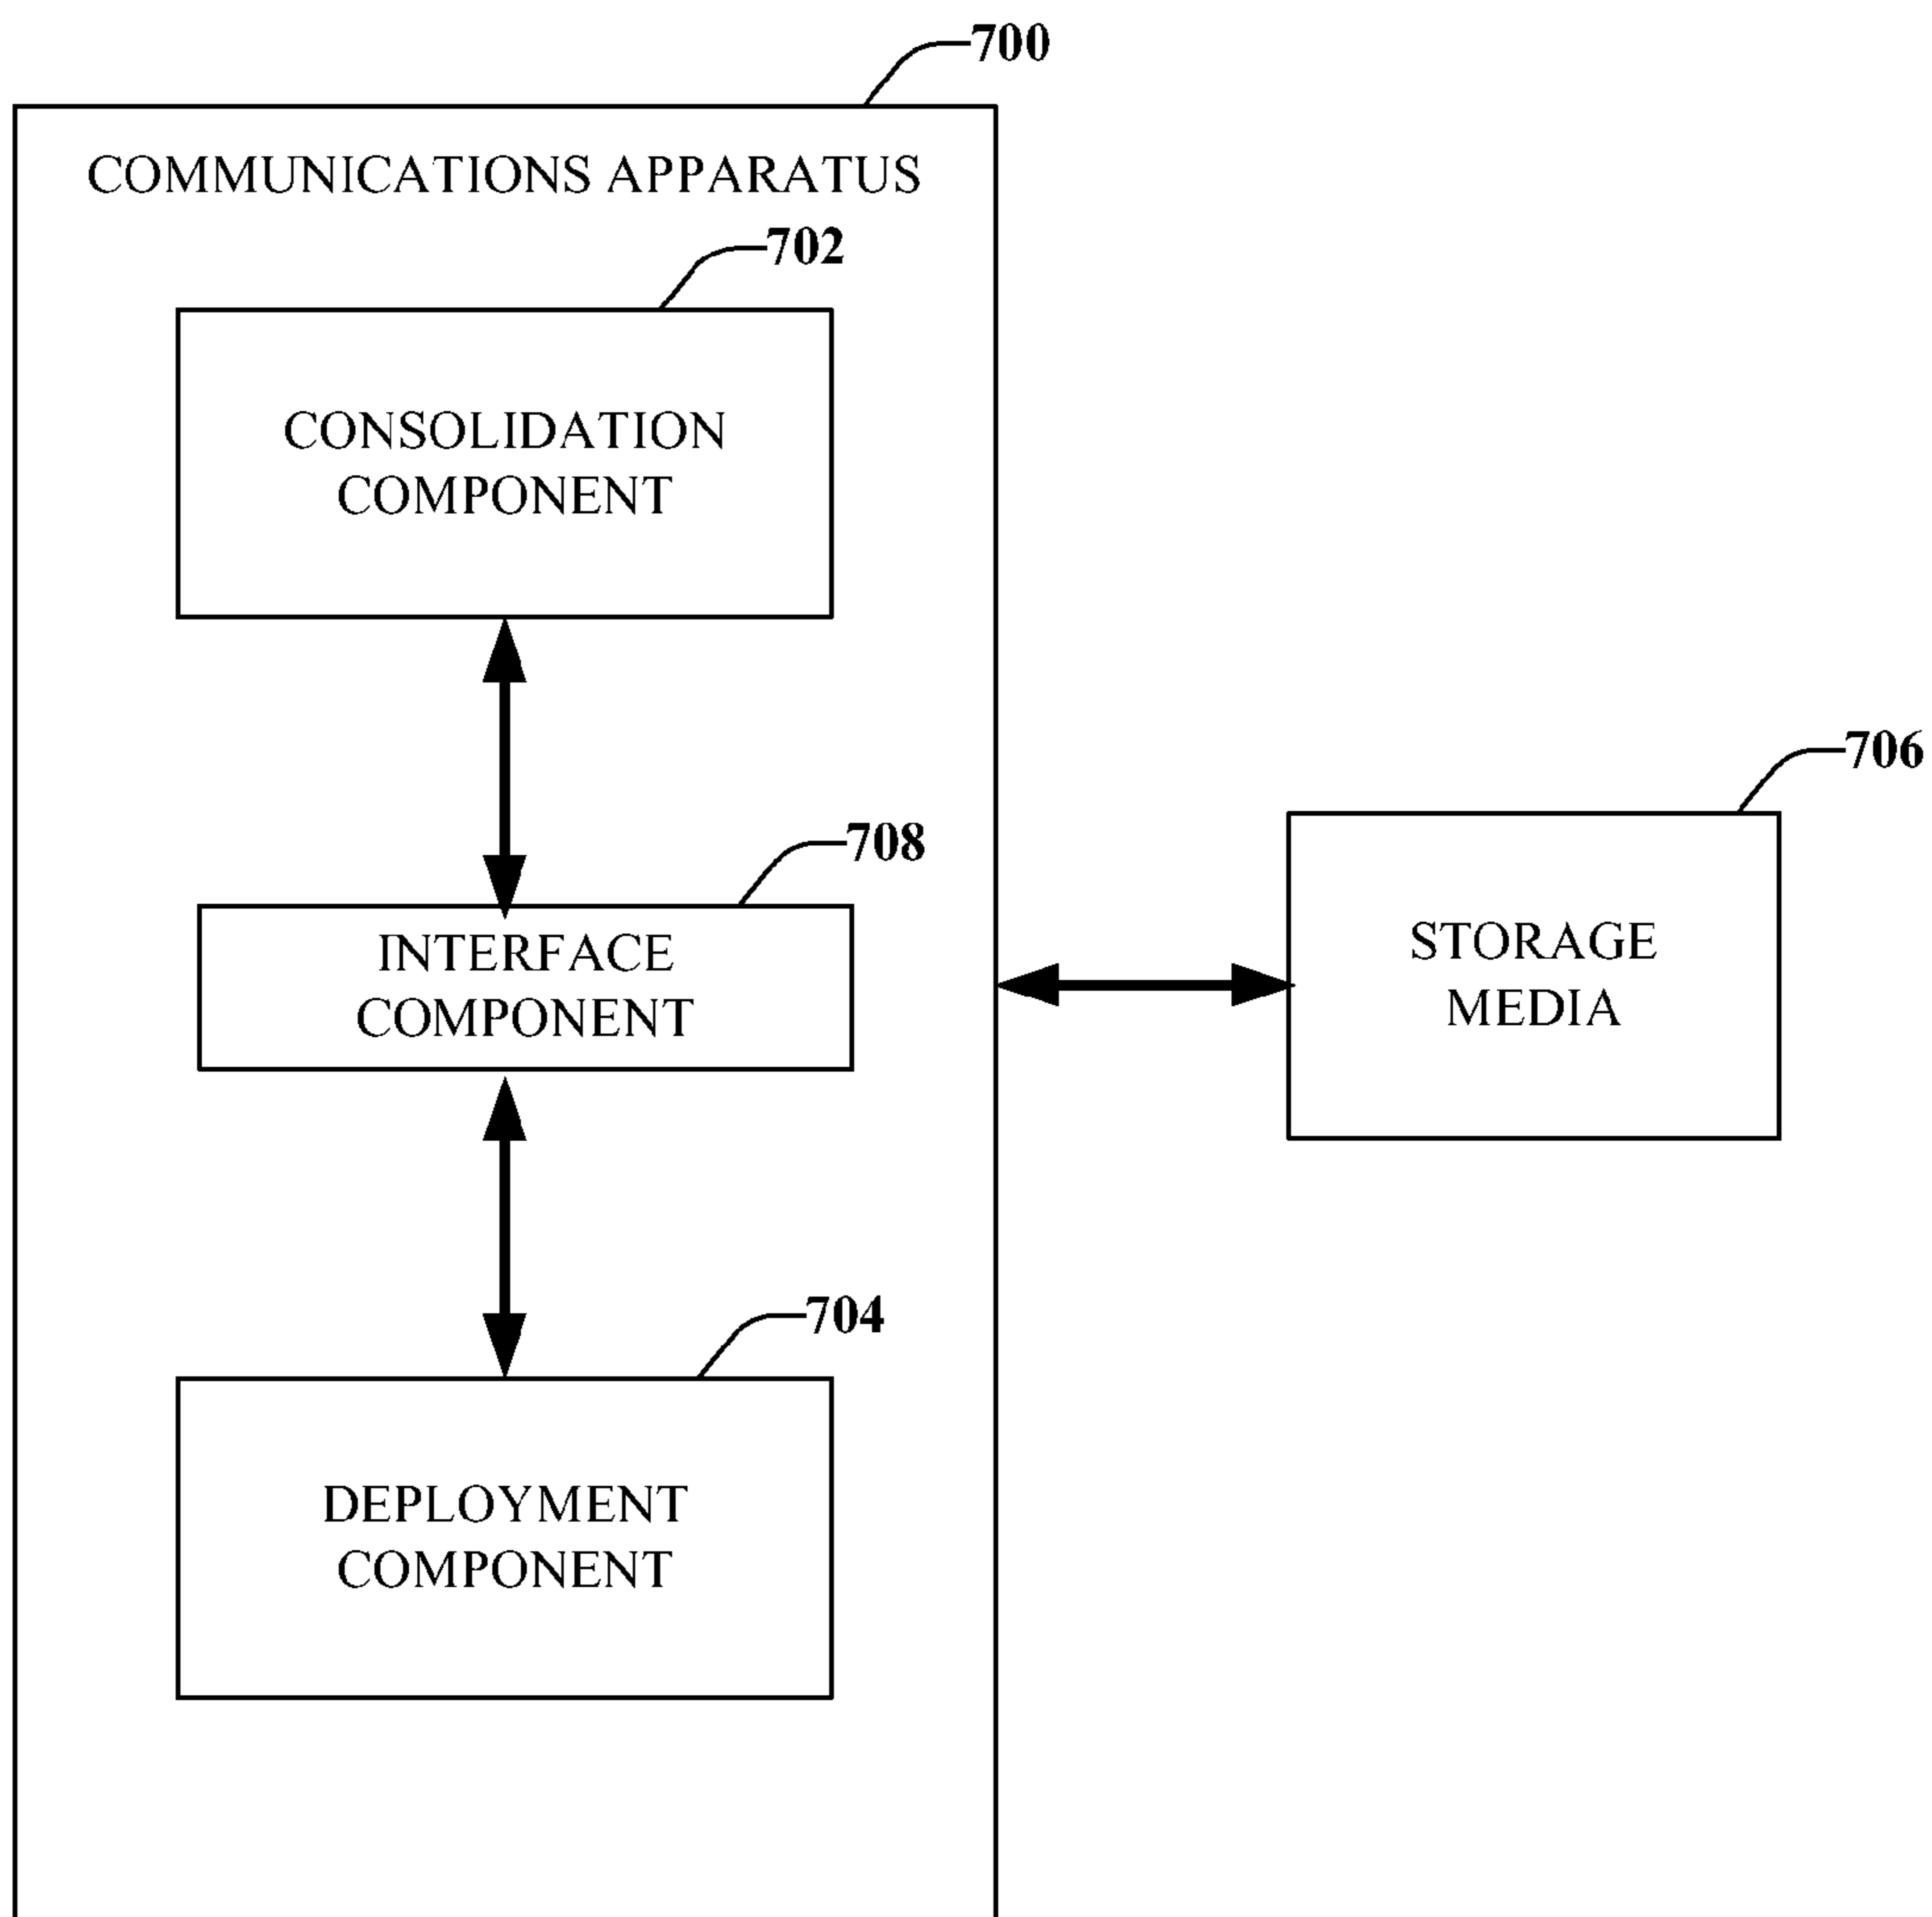 700
COMMUNICATIONS APPARATUS
702
CONSOLIDATION
COMPONENT
706
708
INTERFACE
COMPONENT
STORAGE
MEDIA
704
DEPLOYMENT
COMPONENT